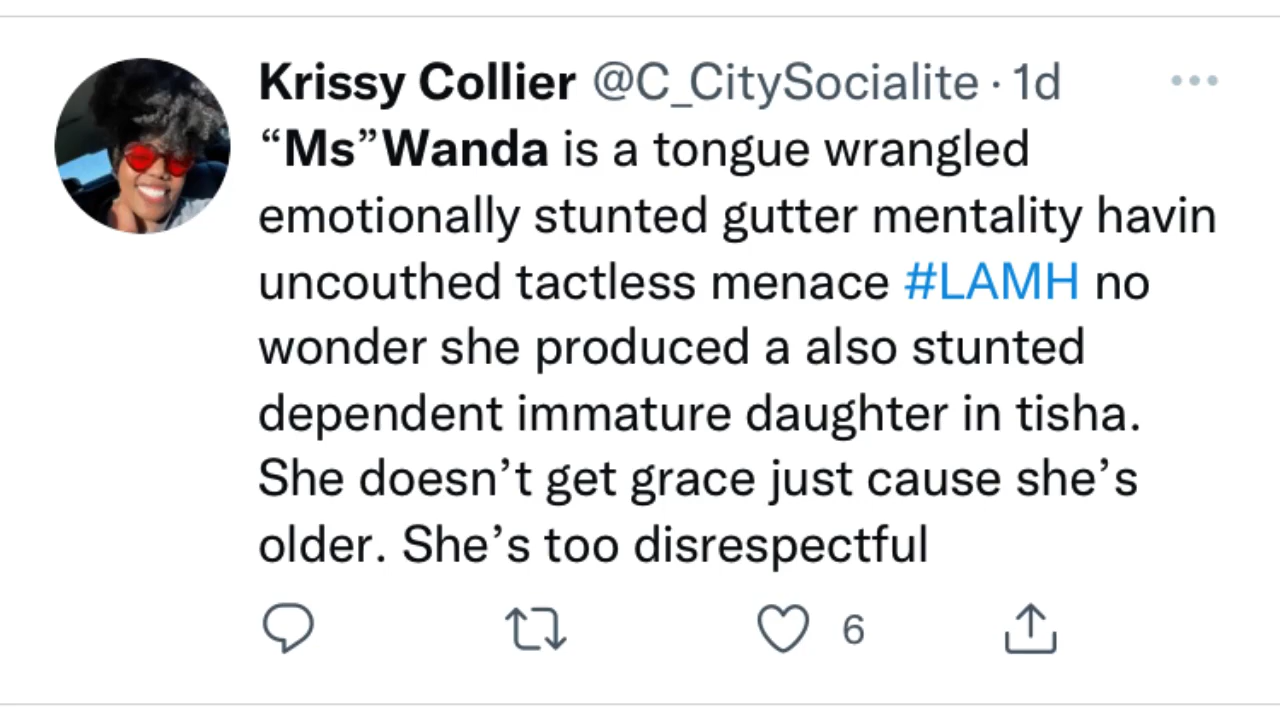 Krissy Collier @C_CitySocialite · 1d
“Ms”Wanda is a tongue wrangled
emotionally stunted gutter mentality havin
uncouthed tactless menace #LAMH no
wonder she produced a also stunted
dependent immature daughter in tisha.
She doesn’t get grace just cause she’s
older. She’s too disrespectful
6